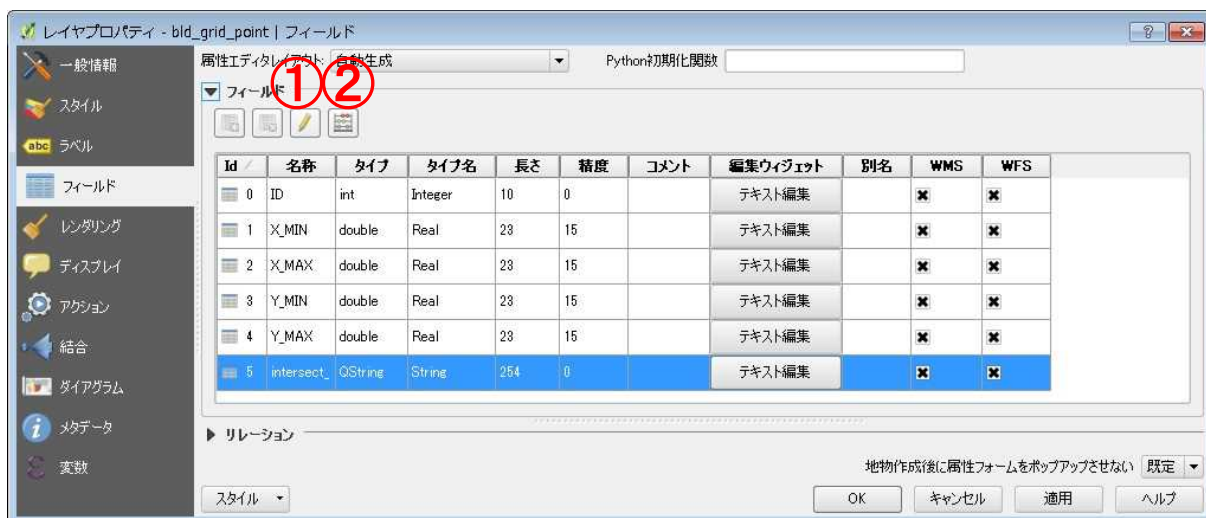 レイヤプロパティ - bld_grid_point | フィールド
一般情報
スタイル
abc ラベル
フィールド
レンダリング
ディスプレイ
アクション
結合
ダイアグラム
メタデータ
変数
属性エディタレイアウト: 自動生成 Python初期化関数
①②
フィールド
Id 名称 タイプ タイプ名 長さ 精度 コメント 編集ウィジェット 別名 WMS WFS
0 ID int Integer 10 0 テキスト編集
1 X_MIN double Real 23 15 テキスト編集
2 X_MAX double Real 23 15 テキスト編集
3 Y_MIN double Real 23 15 テキスト編集
4 Y_MAX double Real 23 15 テキスト編集
5 intersect_ QString String 254 0 テキスト編集
リレーション
地物作成後に属性フォームをポップアップさせない 既定
スタイル OK キャンセル 適用 ヘルプ